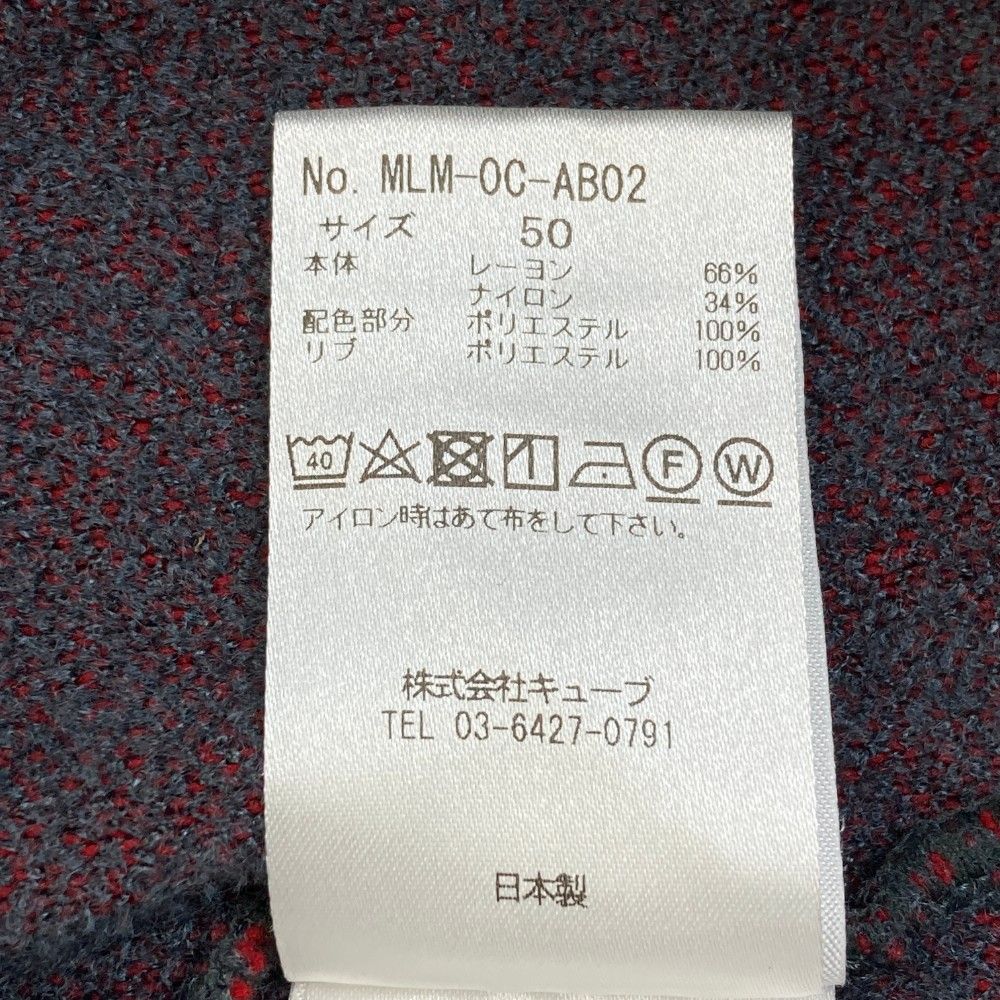 No. MLM-OC-AB02
サイズ 50
本体 レーヨン 66%
ナイロン 34%
配色部分 ポリエステル 100%
リブ ポリエステル 100%
40 F W
アイロン時はあて布をして下さい。
株式会社キューブ
TEL 03-6427-0791
日本製